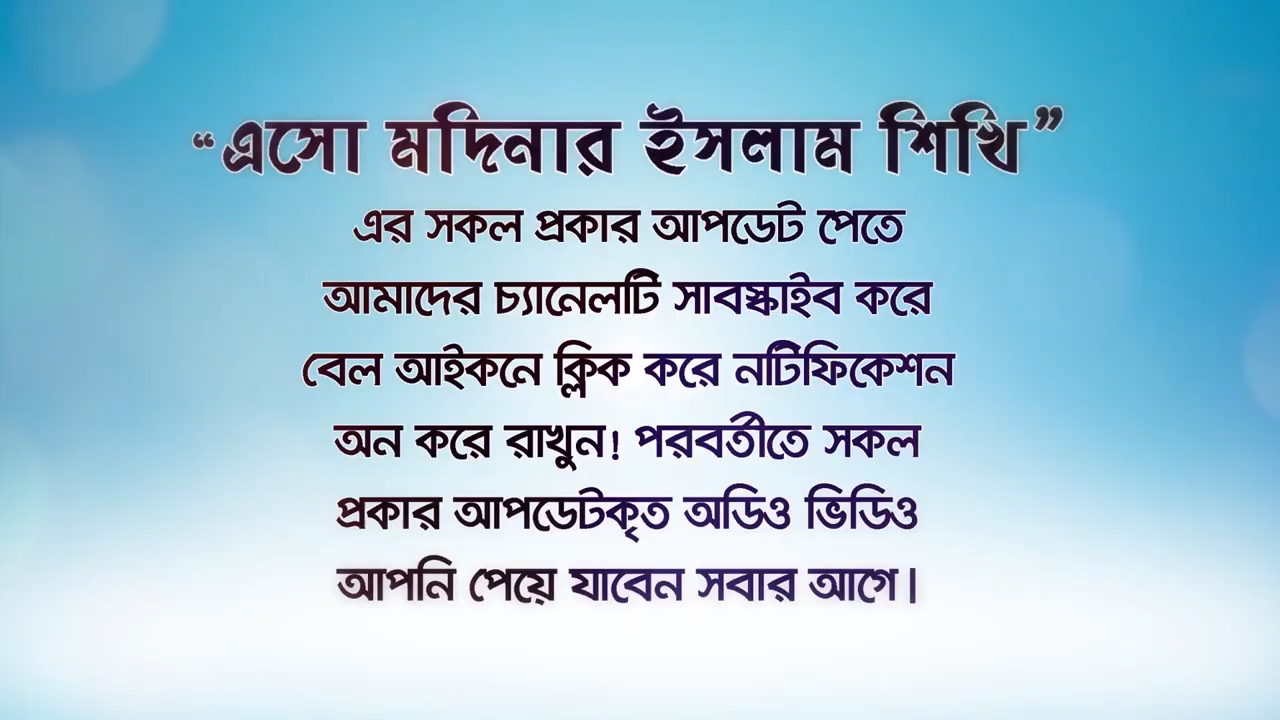 “এসো মদিনার ইসলাম শিখি”
এর সকল প্রকার আপডেট পেতে
আমাদের চ্যানেলটি সাবস্কাইব করে
বেল আইকনে ক্লিক করে নটিফিকেশন
অন করে রাখুন! পরবর্তীতে সকল
প্রকার আপডেটকৃত অডিও ভিডিও
আপনি পেয়ে যাবেন সবার আগে।